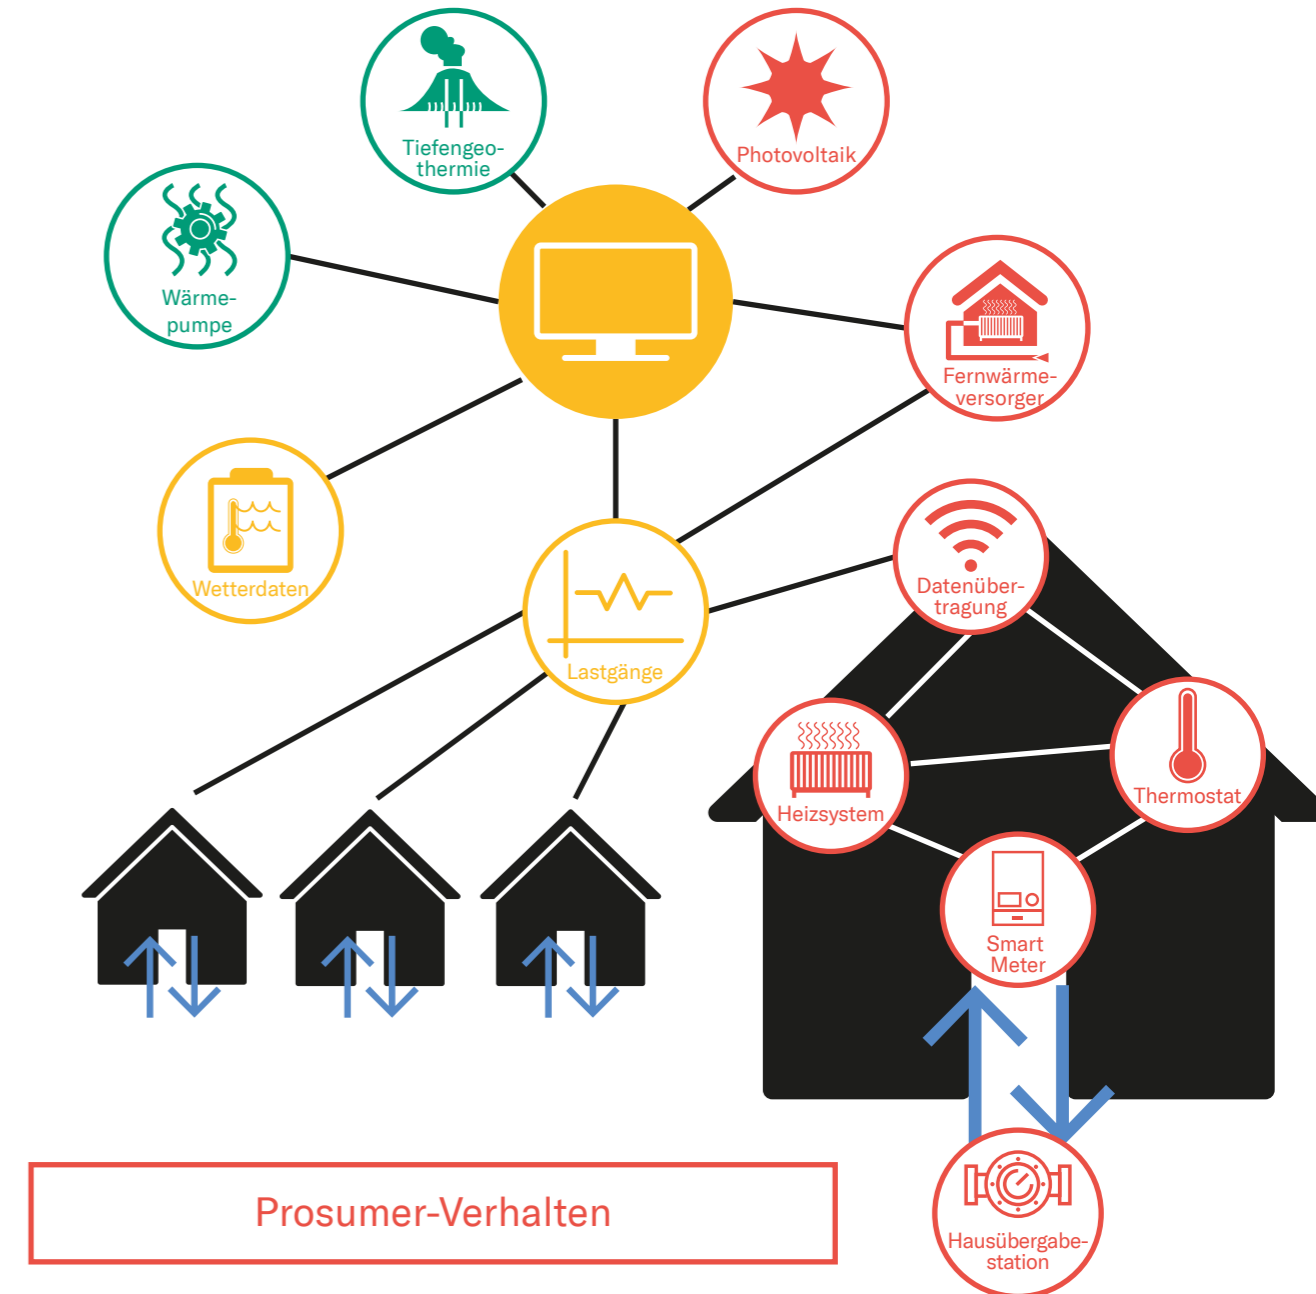 Tiefengeo-
thermie
Photovoltaik
Wärme-
pumpe
Fernwärme-
versorger
Wetterdaten
Datenüber-
tragung
Lastgänge
Heizsystem
Thermostat
Smart
Meter
Prosumer-Verhalten
Hausübergabe-
station